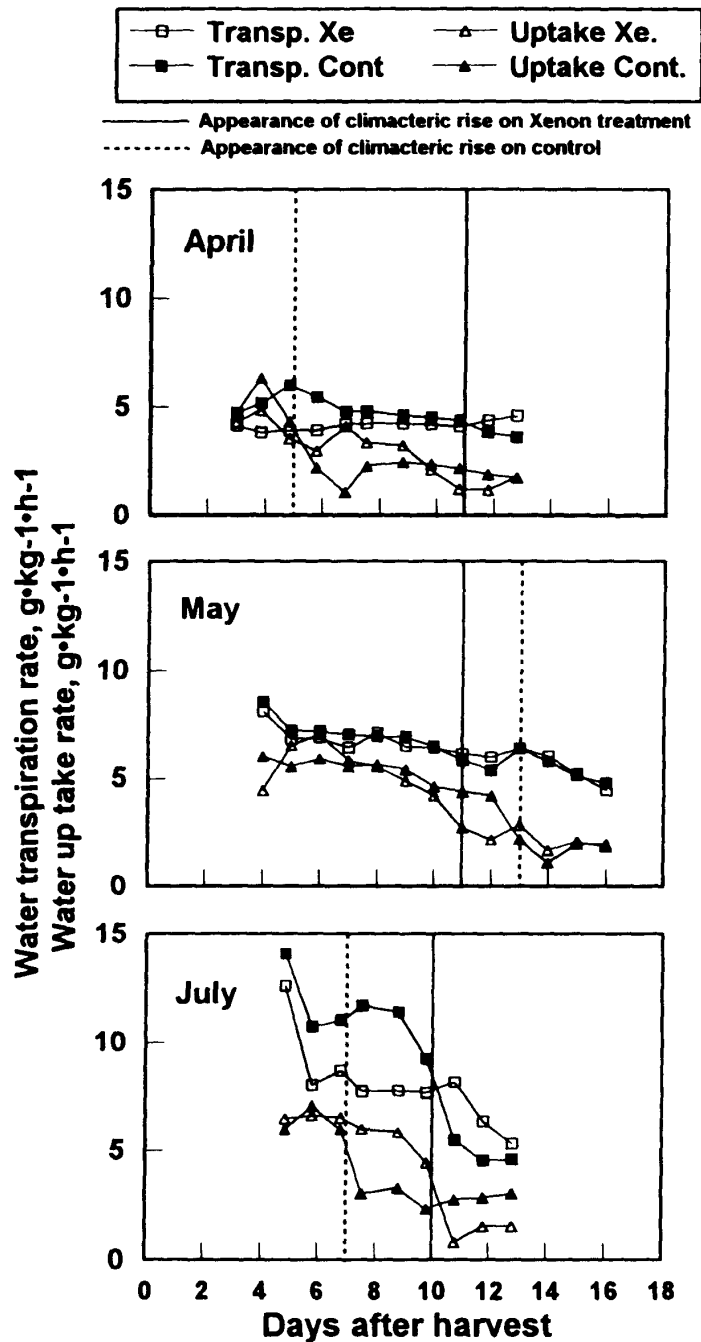 Transp. Xe Uptake Xe.
Transp. Cont Uptake Cont.
Appearance of climacteric rise on Xenon treatment
Appearance of climacteric rise on control
Water transpiration rate, g•kg-1•h-1
Water up take rate, g•kg-1•h-1
15
April
10
5
0
15
May
10
5
0
15
July
10
5
0
0 2 4 6 8 10 12 14 16 18
Days after harvest